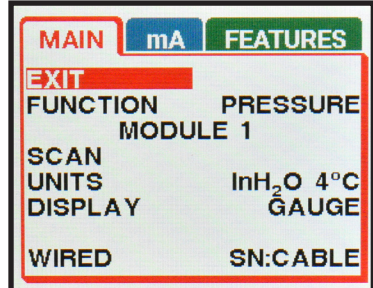 MAIN mA FEATURES
EXIT
FUNCTION PRESSURE
MODULE 1
SCAN
UNITS InH₂O 4°C
DISPLAY GAUGE
WIRED SN:CABLE